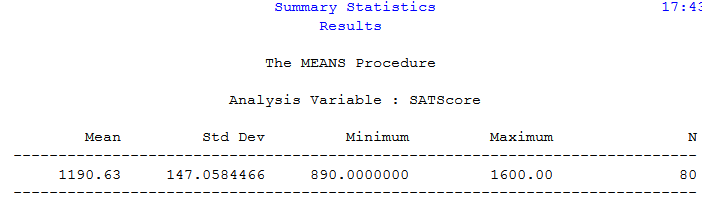 Summary Statistics 17:43
Results
The MEANS Procedure
Analysis Variable : SATScore
Mean Std Dev Minimum Maximum N
1190.63 147.0584466 890.0000000 1600.00 80